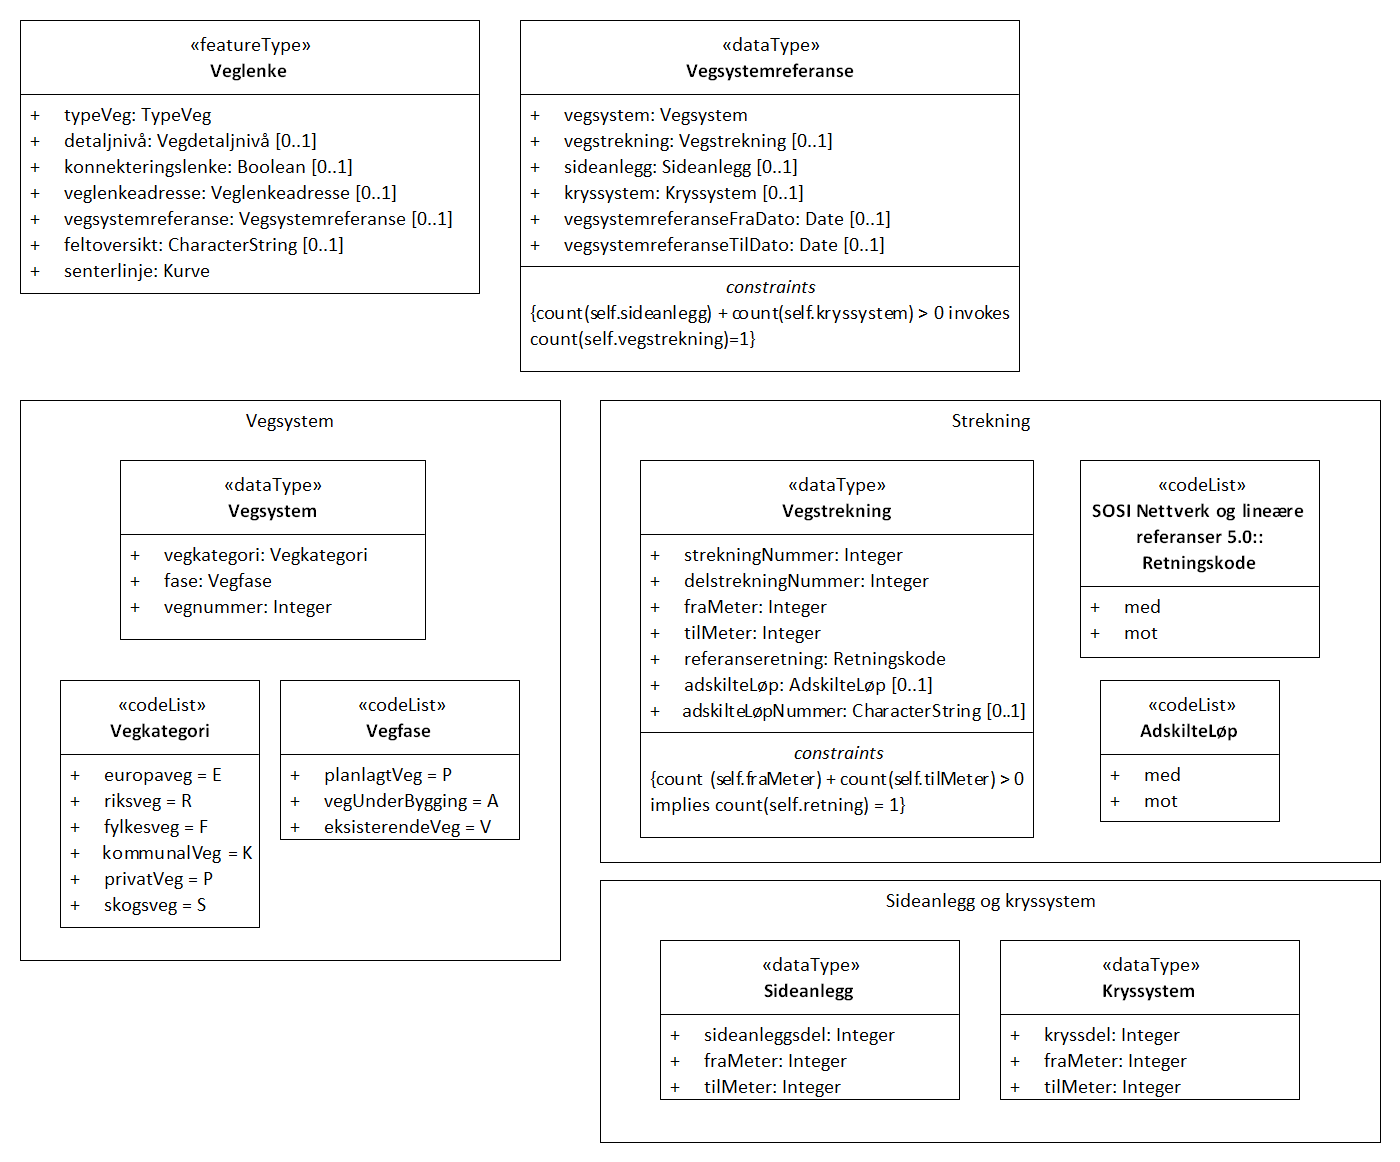 «featureType»
Veglenke
+ typeVeg: TypeVeg
+ detaljnivå: Vegdetaljnivå [0..1]
+ konnekteringslenke: Boolean [0..1]
+ veglenkeadresse: Veglenkeadresse [0..1]
+ vegsystemreferanse: Vegsystemreferanse [0..1]
+ feltoversikt: CharacterString [0..1]
+ senterlinje: Kurve
«dataType»
Vegsystemreferanse
+ vegsystem: Vegsystem
+ vegstrekning: Vegstrekning [0..1]
+ sideanlegg: Sideanlegg [0..1]
+ kryssystem: Kryssystem [0..1]
+ vegsystemreferanseFraDato: Date [0..1]
+ vegsystemreferanseTilDato: Date [0..1]
constraints
{count(self.sideanlegg) + count(self.kryssystem) > 0 invokes
count(self.vegstrekning)=1}
Vegsystem
«dataType»
Vegsystem
+ vegkategori: Vegkategori
+ fase: Vegfase
+ vegnummer: Integer
«codeList»
Vegkategori
+ europaveg = E
+ riksveg = R
+ fylkesveg = F
+ kommunalVeg = K
+ privatVeg = P
+ skogsveg = S
«codeList»
Vegfase
+ planlagtVeg = P
+ vegUnderBygging = A
+ eksisterendeVeg = V
Strekning
«dataType»
Vegstrekning
+ strekningNummer: Integer
+ delstrekningNummer: Integer
+ fraMeter: Integer
+ tilMeter: Integer
+ referanseretning: Retningskode
+ adskilteLøp: AdskilteLøp [0..1]
+ adskilteLøpNummer: CharacterString [0..1]
constraints
{count (self.fraMeter) + count(self.tilMeter) > 0
implies count(self.retning) = 1}
«codeList»
SOSI Nettverk og lineære
referanser 5.0::
Retningskode
+ med
+ mot
«codeList»
AdskilteLøp
+ med
+ mot
Sideanlegg og kryssystem
«dataType»
Sideanlegg
+ sideanleggsdel: Integer
+ fraMeter: Integer
+ tilMeter: Integer
«dataType»
Kryssystem
+ kryssdel: Integer
+ fraMeter: Integer
+ tilMeter: Integer